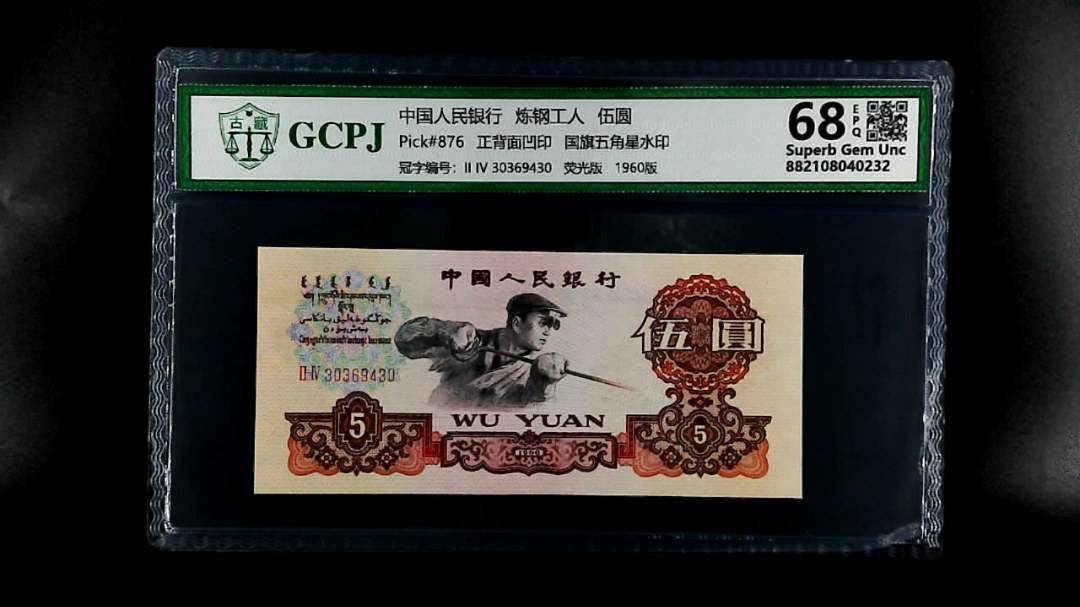 古藏
GCPJ
中国人民银行 炼钢工人 伍圆
Pick#876 正背面凹印 国旗五角星水印
冠字编号: II IV 30369430 荧光版 1960版
68 EPQ
Superb Gem Unc
882108040232
中國人民銀行
伍圓
II IV 30369430
5
WU YUAN
1960
5